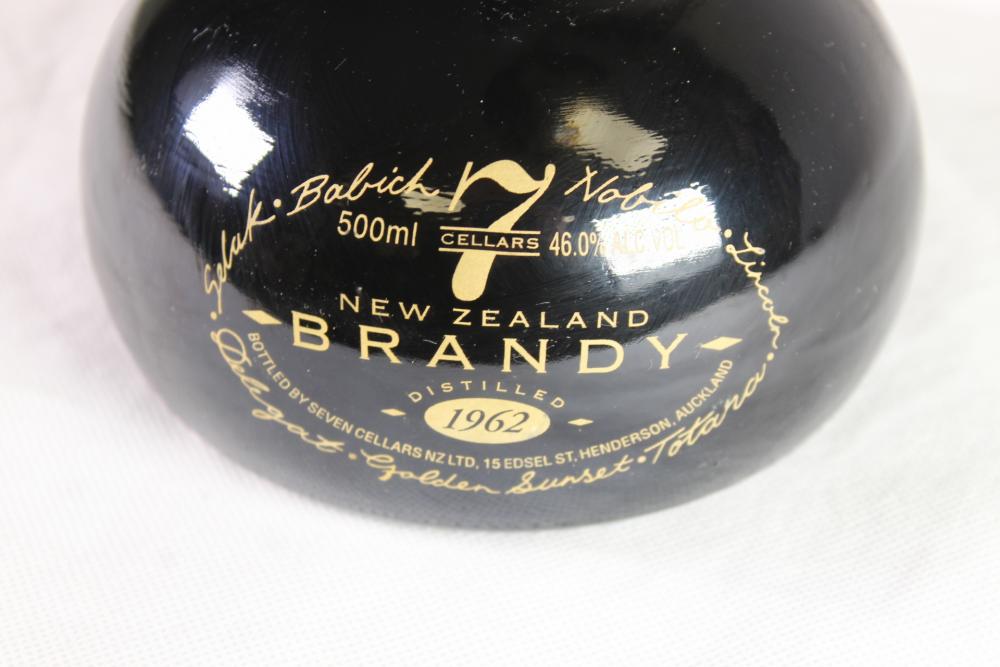 Selak • Babich
Nobilo • Lincoln •
7
CELLARS
500ml
46.0% ALC VOL
NEW ZEALAND
BRANDY
DISTILLED
1962
BOTTLED BY SEVEN CELLARS NZ LTD, 15 EDSEL ST, HENDERSON, AUCKLAND
Delegat • Golden Sunset • Totara